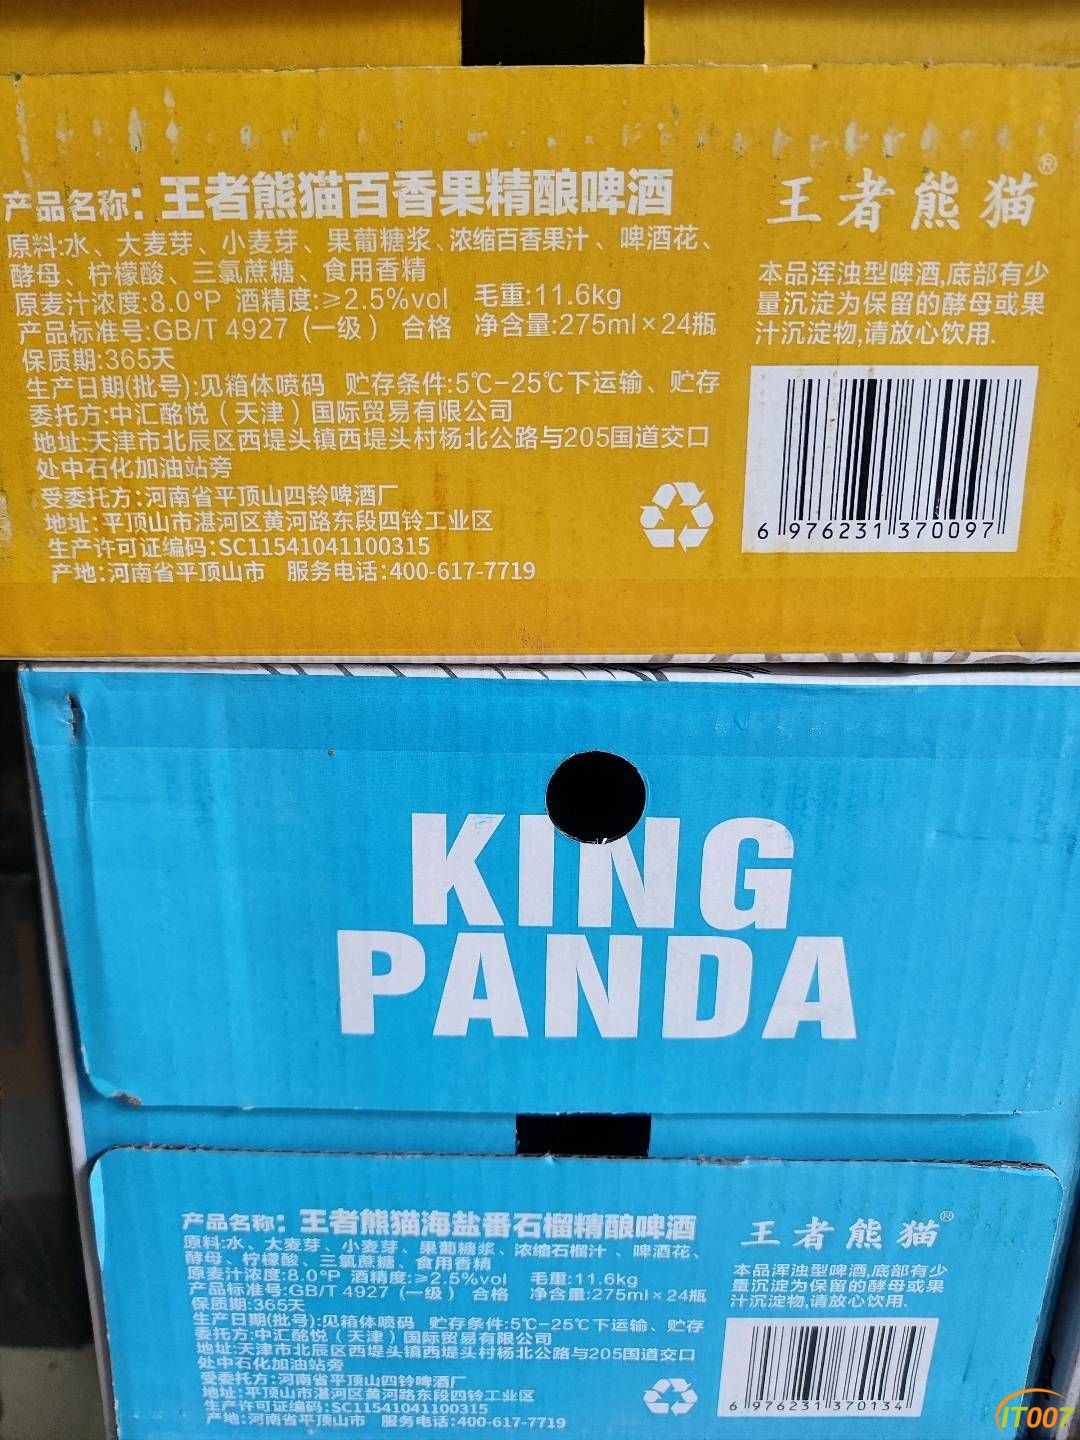 产品名称：王者熊猫百香果精酿啤酒
原料:水、大麦芽、小麦芽、果葡糖浆、浓缩百香果汁、啤酒花、
酵母、柠檬酸、三氯蔗糖、食用香精
原麦汁浓度:8.0°P 酒精度:≥2.5%vol 毛重:11.6kg
产品标准号:GB/T 4927（一级） 合格 净含量:275ml×24瓶
保质期:365天
生产日期(批号):见箱体喷码 贮存条件:5℃-25℃下运输、贮存
委托方:中汇酩悦（天津）国际贸易有限公司
地址:天津市北辰区西堤头镇西堤头村杨北公路与205国道交口
处中石化加油站旁
受委托方:河南省平顶山四铃啤酒厂
地址:平顶山市湛河区黄河路东段四铃工业区
生产许可证编码:SC11541041100315
产地:河南省平顶山市 服务电话:400-617-7719
王者熊猫®
本品浑浊型啤酒,底部有少
量沉淀为保留的酵母或果
汁沉淀物,请放心饮用.
6 976231 370097
KING
PANDA
产品名称：王者熊猫海盐番石榴精酿啤酒
原料:水、大麦芽、小麦芽、果葡糖浆、浓缩石榴汁、啤酒花、
酵母、柠檬酸、三氯蔗糖、食用香精
原麦汁浓度:8.0°P 酒精度:≥2.5%vol 毛重:11.6kg
产品标准号:GB/T 4927（一级） 合格 净含量:275ml×24瓶
保质期:365天
生产日期(批号):见箱体喷码 贮存条件:5℃-25℃下运输、贮存
委托方:中汇酩悦（天津）国际贸易有限公司
地址:天津市北辰区西堤头镇西堤头村杨北公路与205国道交口
处中石化加油站旁
受委托方:河南省平顶山四铃啤酒厂
地址:平顶山市湛河区黄河路东段四铃工业区
生产许可证编码:SC11541041100315
产地:河南省平顶山市 服务电话:400-617-7719
王者熊猫®
本品浑浊型啤酒,底部有少
量沉淀为保留的酵母或果
汁沉淀物,请放心饮用.
6 976231 370134
IT007